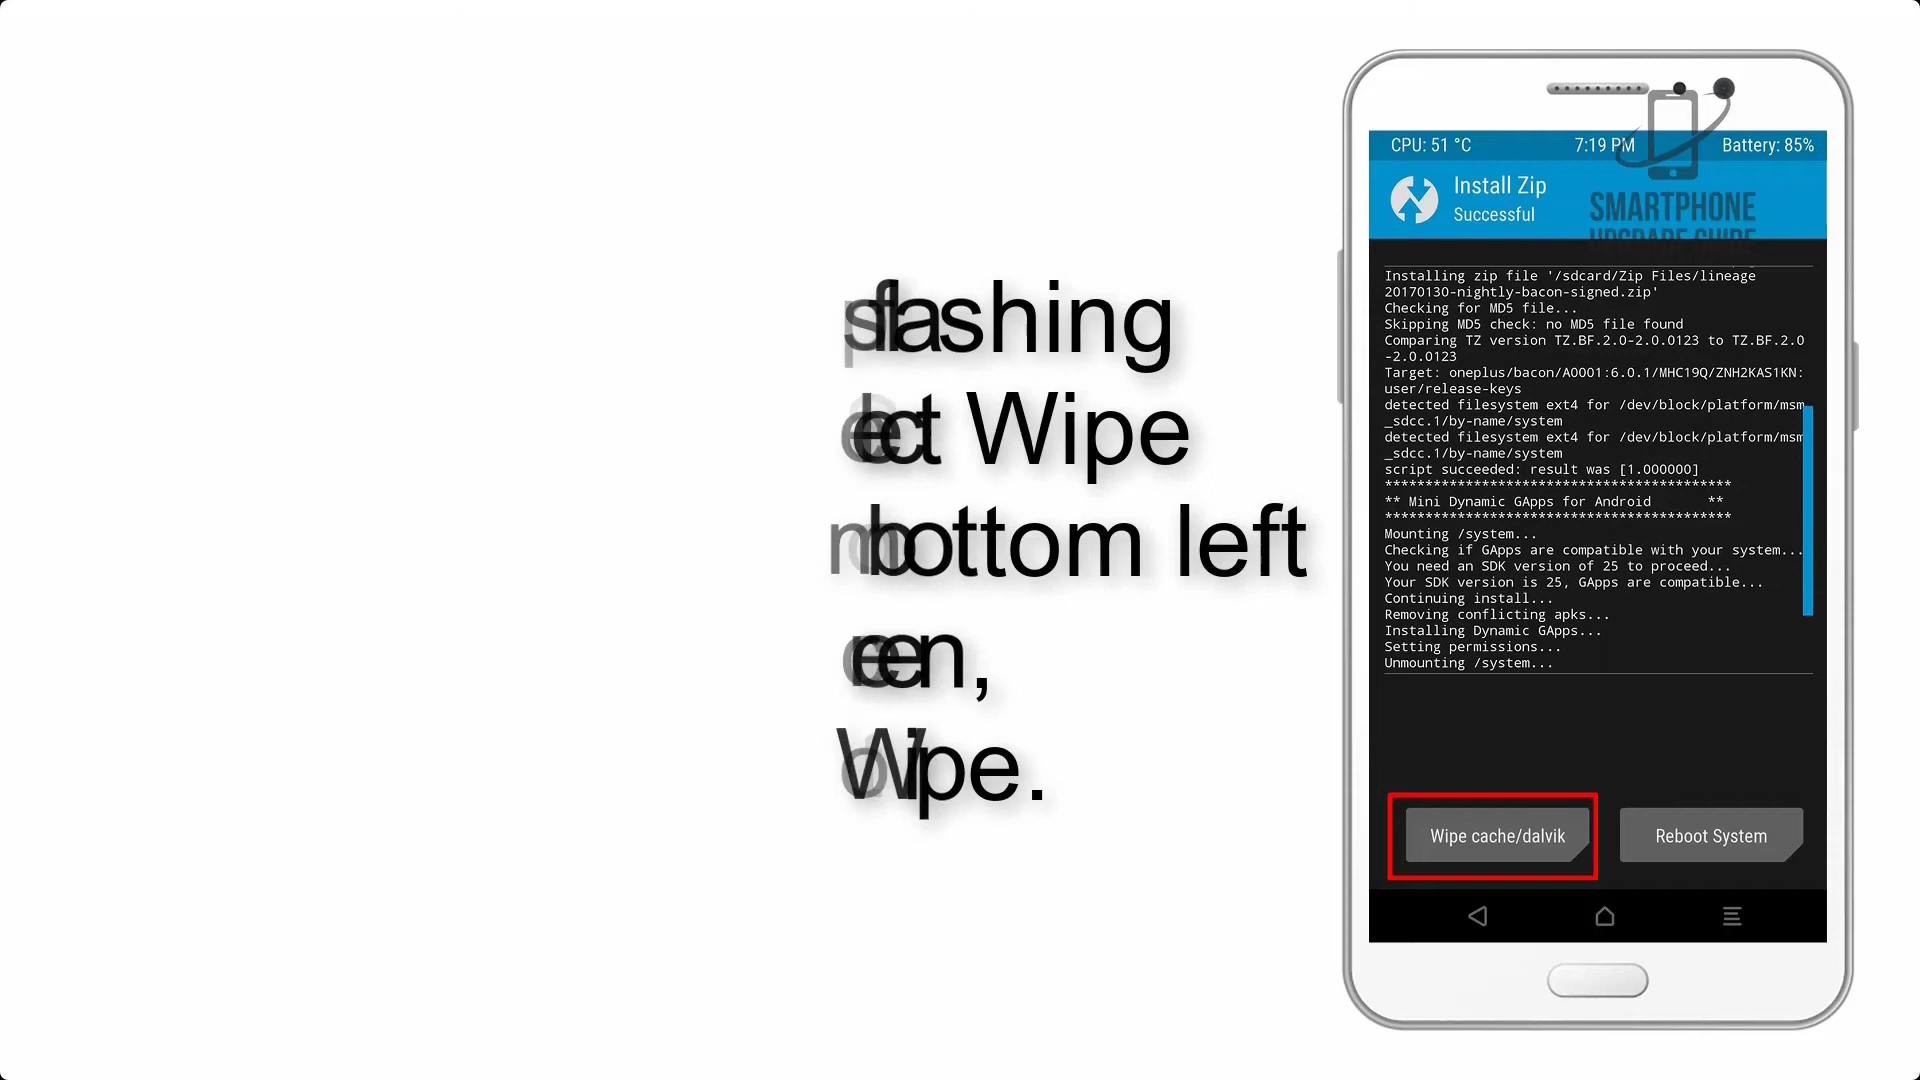 flashing
Wipe
bottom left
Wipe.
CPU: 51 °C 7:19 PM Battery: 85%
Install Zip
Successful
SMARTPHONE
UPGRADE GUIDE
Installing zip file '/sdcard/Zip Files/lineage
20170130-nightly-bacon-signed.zip'
Checking for MD5 file...
Skipping MD5 check: no MD5 file found
Comparing TZ version TZ.BF.2.0-2.0.0123 to TZ.BF.2.0
-2.0.0123
Target: oneplus/bacon/A0001:6.0.1/MHC19Q/ZNH2KAS1KN:
user/release-keys
detected filesystem ext4 for /dev/block/platform/msm
_sdcc.1/by-name/system
detected filesystem ext4 for /dev/block/platform/msm
_sdcc.1/by-name/system
script succeeded: result was [1.000000]
*******************************************
** Mini Dynamic GApps for Android **
*******************************************
Mounting /system...
Checking if GApps are compatible with your system...
You need an SDK version of 25 to proceed...
Your SDK version is 25, GApps are compatible...
Continuing install...
Removing conflicting apks...
Installing Dynamic GApps...
Setting permissions...
Unmounting /system...
Wipe cache/dalvik
Reboot System